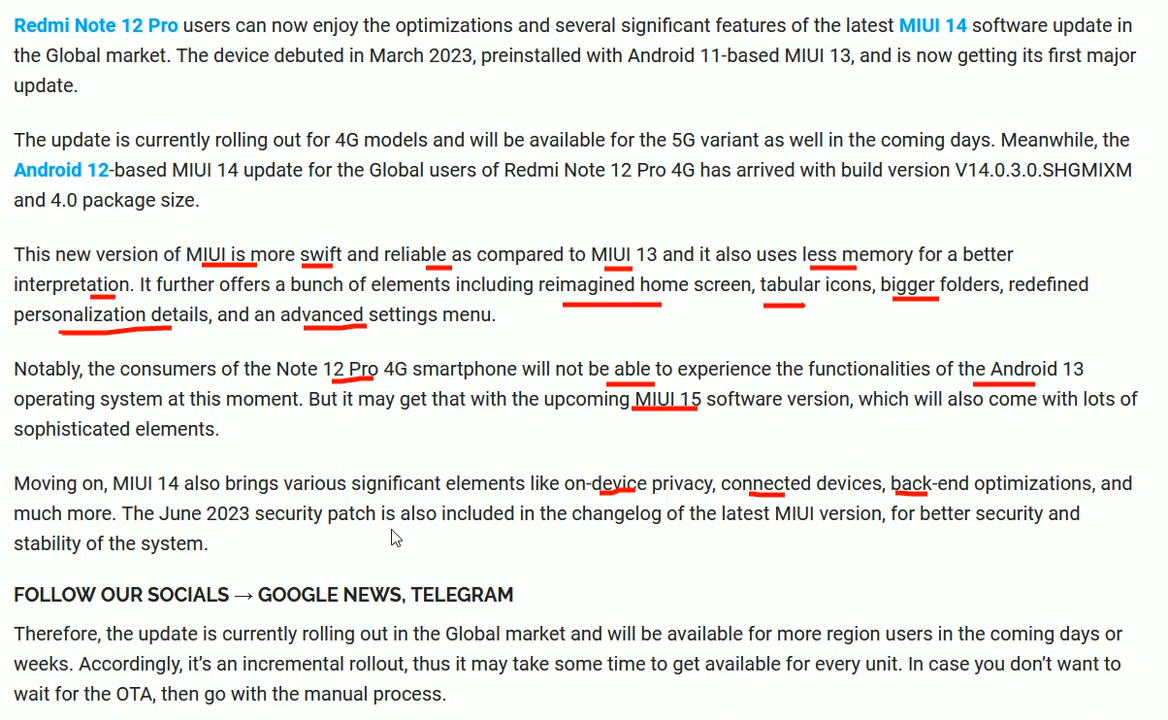 Redmi Note 12 Pro users can now enjoy the optimizations and several significant features of the latest MIUI 14 software update in
the Global market. The device debuted in March 2023, preinstalled with Android 11-based MIUI 13, and is now getting its first major
update.
The update is currently rolling out for 4G models and will be available for the 5G variant as well in the coming days. Meanwhile, the
Android 12-based MIUI 14 update for the Global users of Redmi Note 12 Pro 4G has arrived with build version V14.0.3.0.SHGMIXM
and 4.0 package size.
This new version of MIUI is more swift and reliable as compared to MIUI 13 and it also uses less memory for a better
interpretation. It further offers a bunch of elements including reimagined home screen, tabular icons, bigger folders, redefined
personalization details, and an advanced settings menu.
Notably, the consumers of the Note 12 Pro 4G smartphone will not be able to experience the functionalities of the Android 13
operating system at this moment. But it may get that with the upcoming MIUI 15 software version, which will also come with lots of
sophisticated elements.
Moving on, MIUI 14 also brings various significant elements like on-device privacy, connected devices, back-end optimizations, and
much more. The June 2023 security patch is also included in the changelog of the latest MIUI version, for better security and
stability of the system.
FOLLOW OUR SOCIALS → GOOGLE NEWS, TELEGRAM
Therefore, the update is currently rolling out in the Global market and will be available for more region users in the coming days or
weeks. Accordingly, it's an incremental rollout, thus it may take some time to get available for every unit. In case you don't want to
wait for the OTA, then go with the manual process.